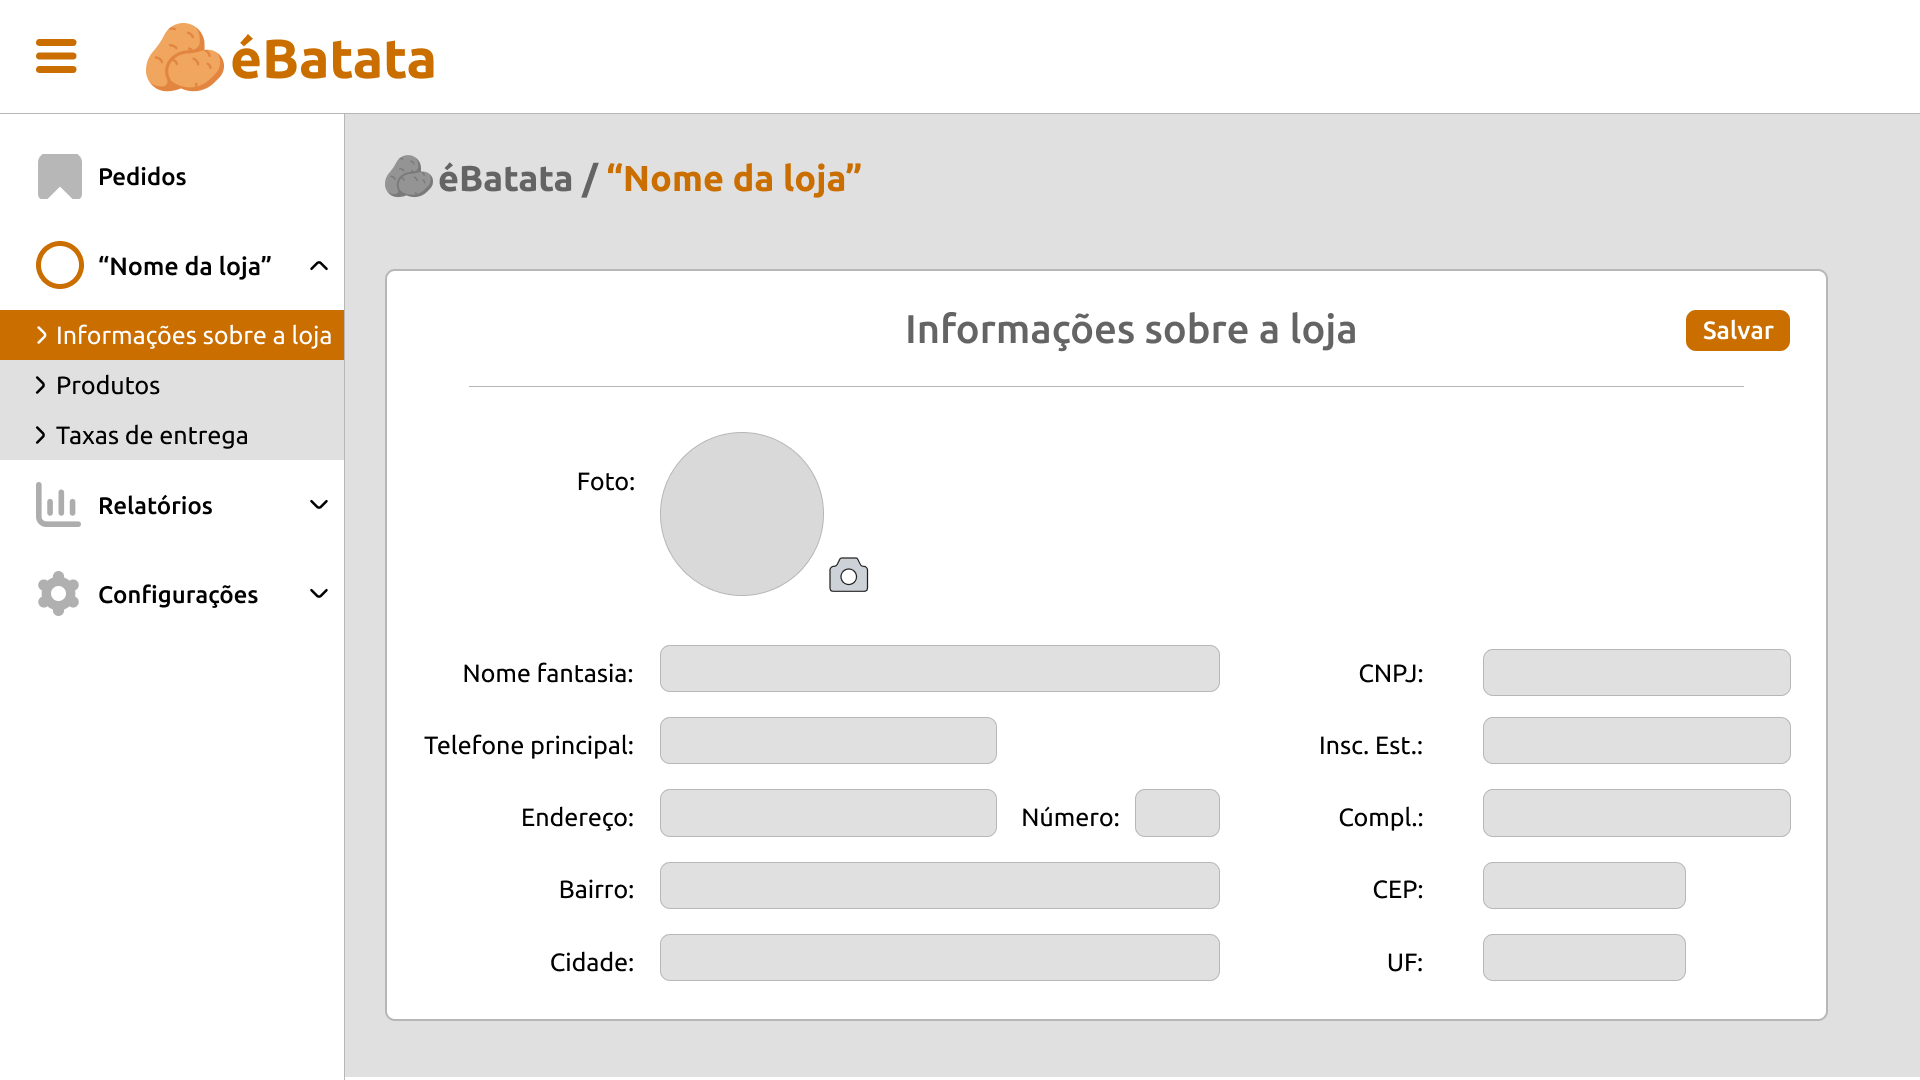 éBatata
Pedidos
“Nome da loja”
Informações sobre a loja
Produtos
Taxas de entrega
Relatórios
Configurações
éBatata / “Nome da loja”
Informações sobre a loja
Salvar
Foto:
Nome fantasia:
CNPJ:
Telefone principal:
Insc. Est.:
Endereço:
Número:
Compl.:
Bairro:
CEP:
Cidade:
UF: